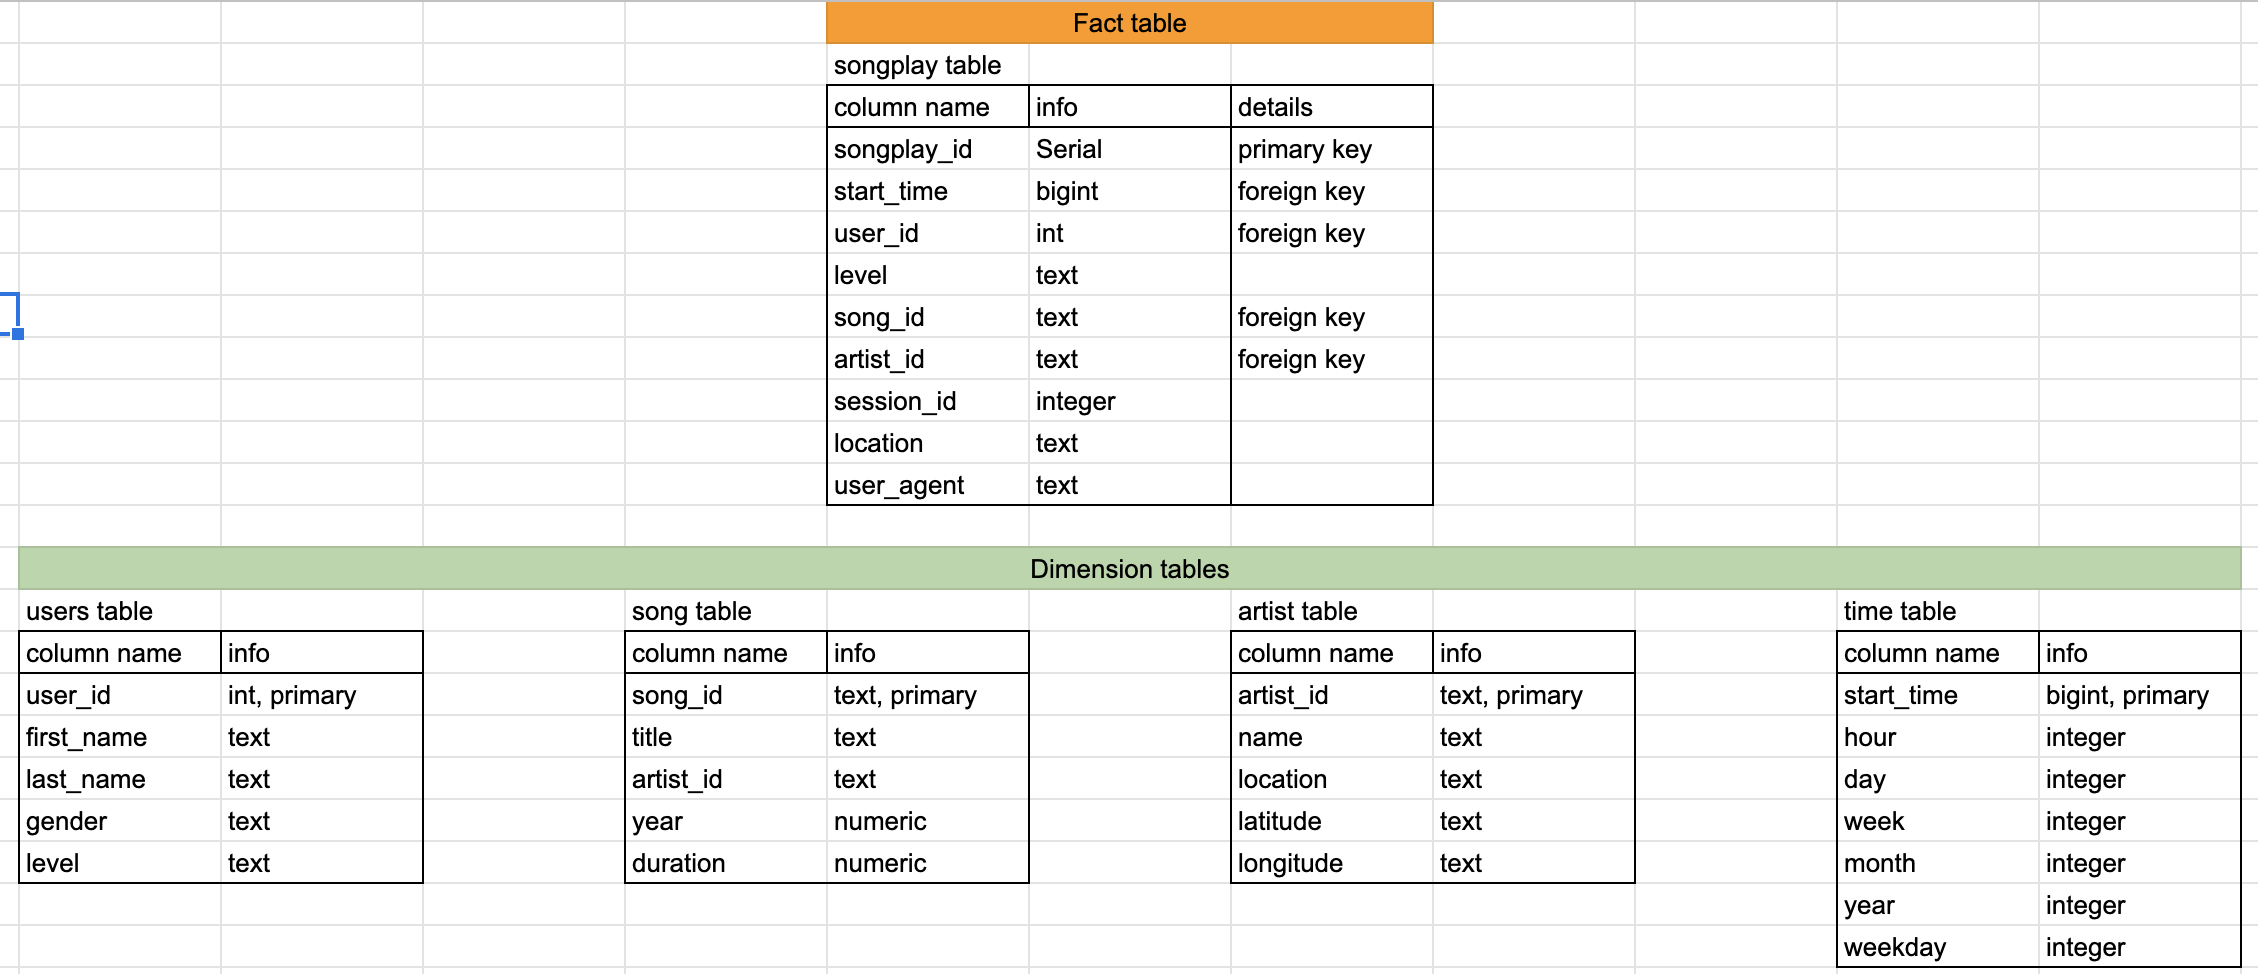 Fact table
songplay table
column name info details
songplay_id Serial primary key
start_time bigint foreign key
user_id int foreign key
level text
song_id text foreign key
artist_id text foreign key
session_id integer
location text
user_agent text
Dimension tables
users table song table artist table time table
column name info column name info column name info column name info
user_id int, primary song_id text, primary artist_id text, primary start_time bigint, primary
first_name text title text name text hour integer
last_name text artist_id text location text day integer
gender text year numeric latitude text week integer
level text duration numeric longitude text month integer
year integer
weekday integer